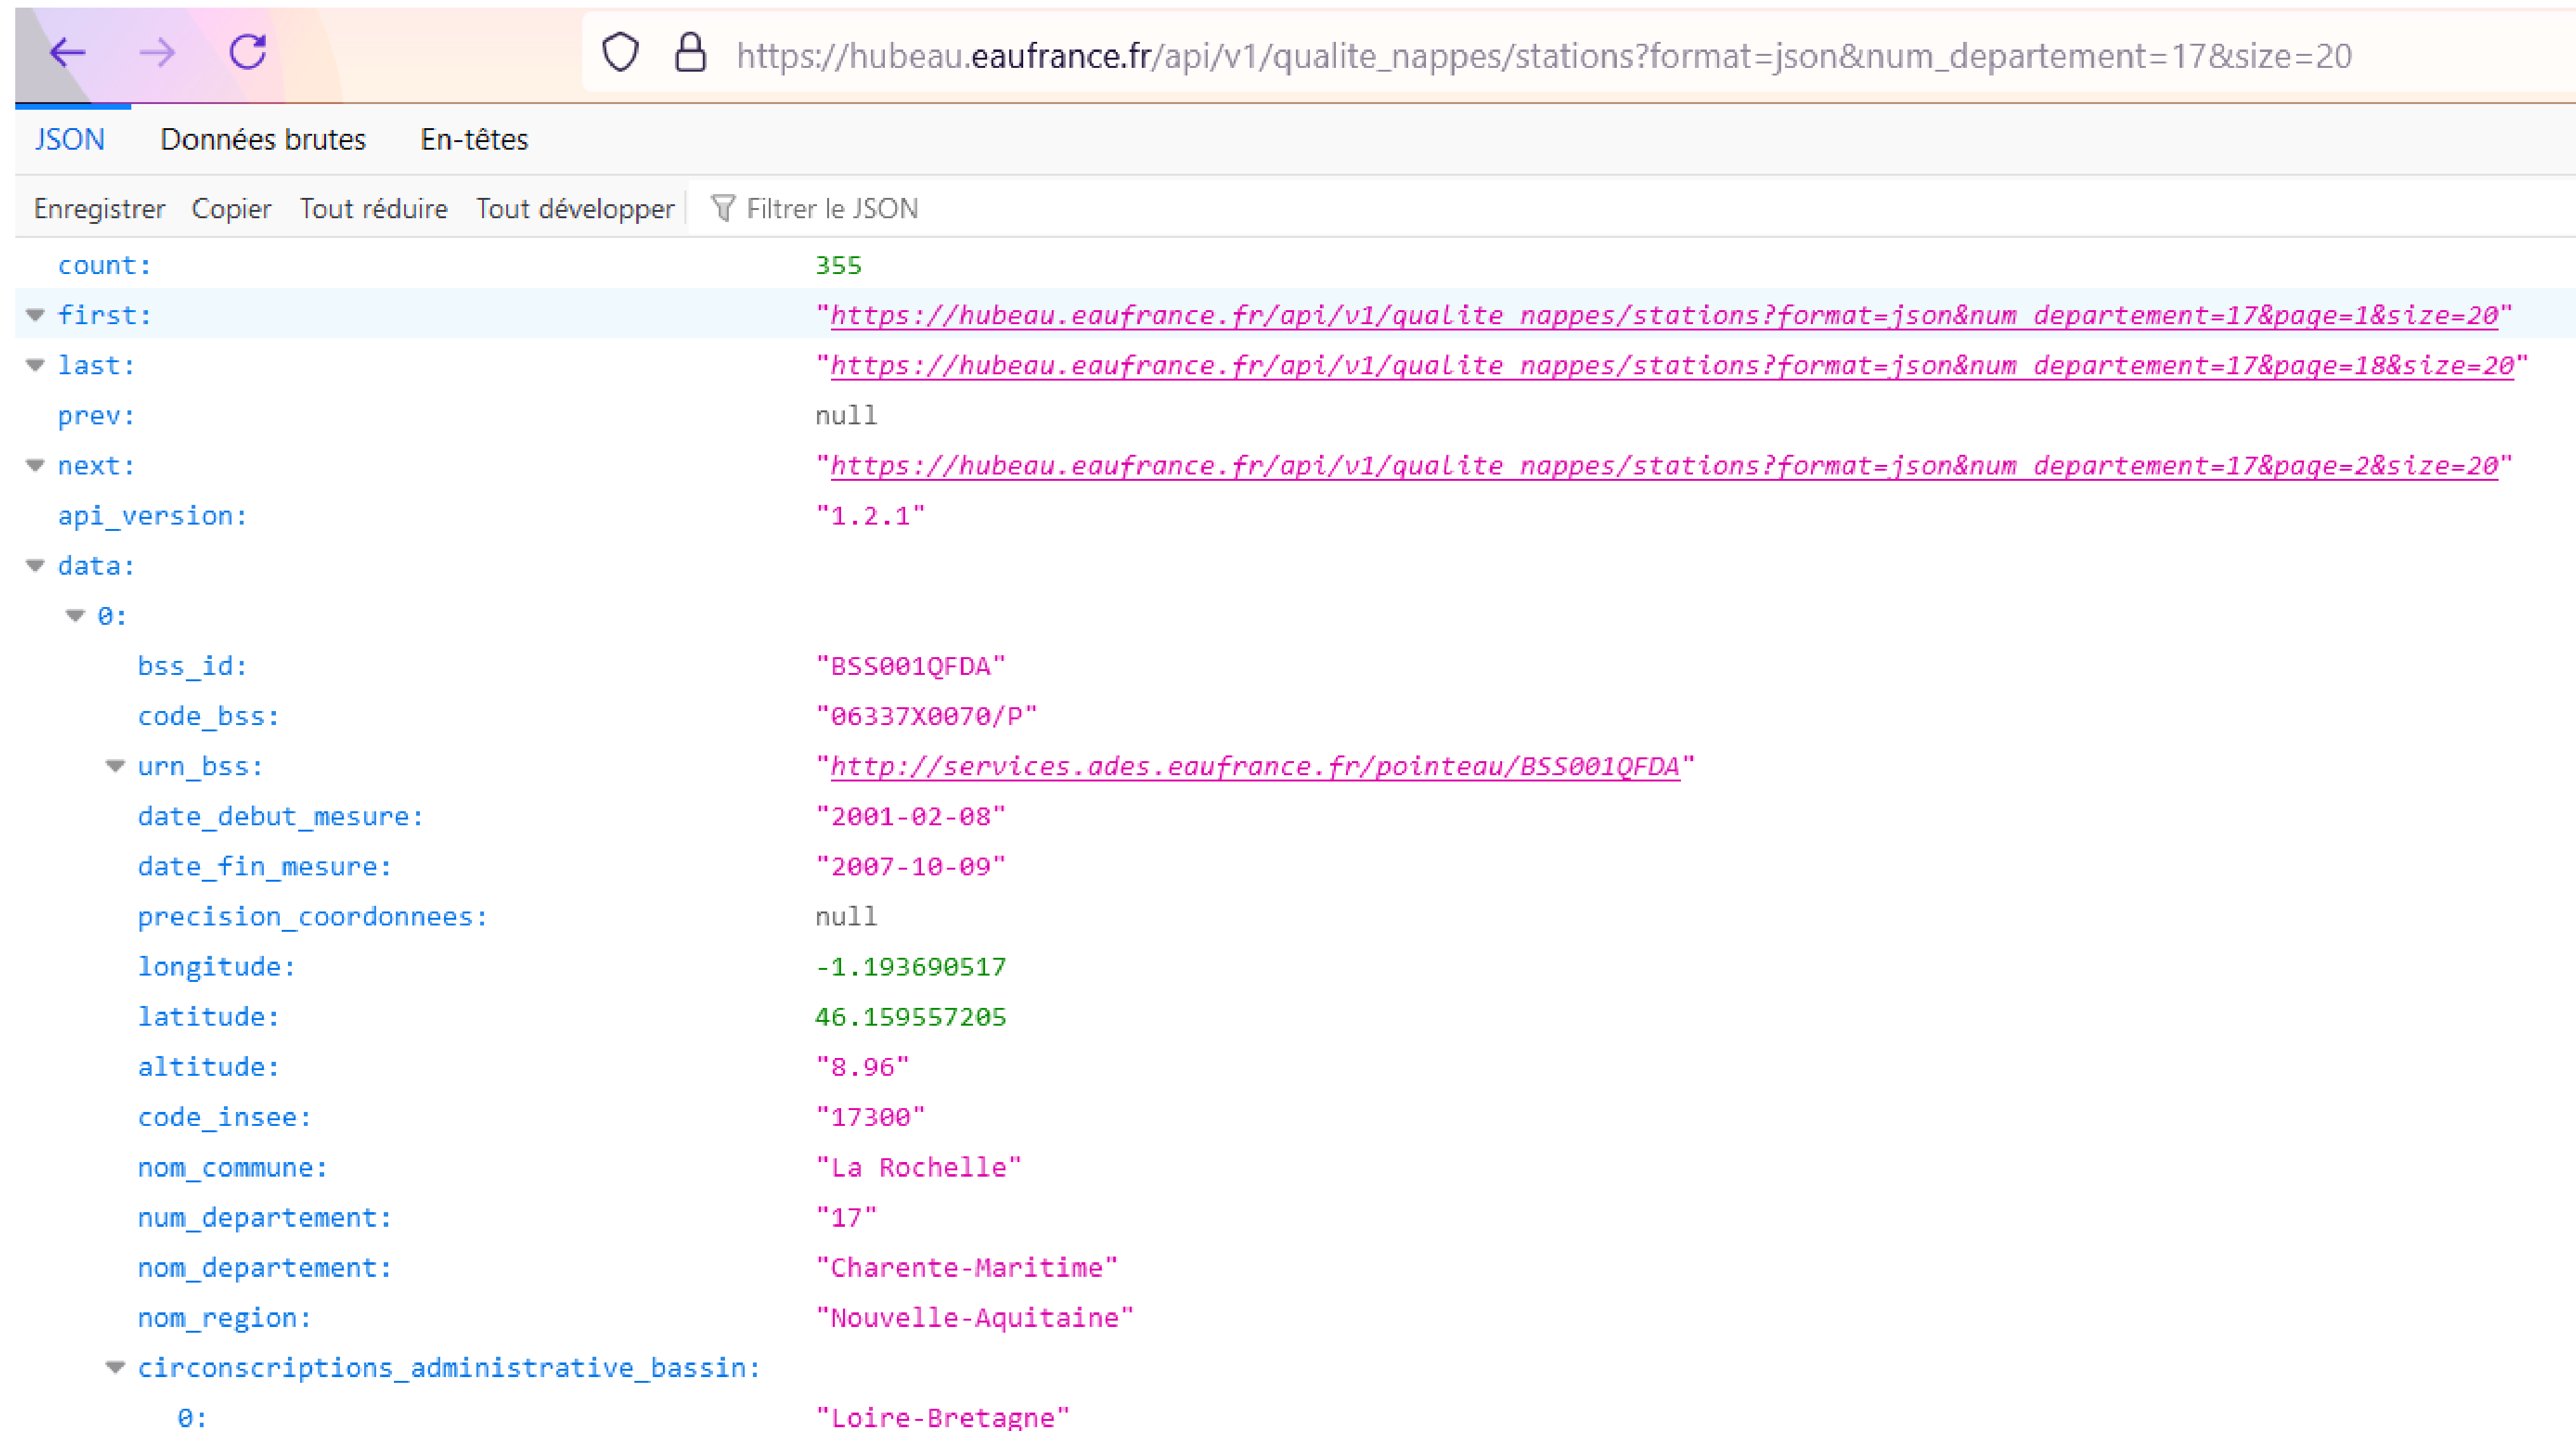 https://hubeau.eaufrance.fr/api/v1/qualite_nappes/stations?format=json&num_departement=17&size=20
JSON Données brutes En-têtes
Enregistrer Copier Tout réduire Tout développer Filtrer le JSON
count: 355
first: "https://hubeau.eaufrance.fr/api/v1/qualite_nappes/stations?format=json&num_departement=17&page=1&size=20"
last: "https://hubeau.eaufrance.fr/api/v1/qualite_nappes/stations?format=json&num_departement=17&page=18&size=20"
prev: null
next: "https://hubeau.eaufrance.fr/api/v1/qualite_nappes/stations?format=json&num_departement=17&page=2&size=20"
api_version: "1.2.1"
data:
0:
bss_id: "BSS001QFDA"
code_bss: "06337X0070/P"
urn_bss: "http://services.ades.eaufrance.fr/pointeau/BSS001QFDA"
date_debut_mesure: "2001-02-08"
date_fin_mesure: "2007-10-09"
precision_coordonnees: null
longitude: -1.193690517
latitude: 46.159557205
altitude: "8.96"
code_insee: "17300"
nom_commune: "La Rochelle"
num_departement: "17"
nom_departement: "Charente-Maritime"
nom_region: "Nouvelle-Aquitaine"
circonscriptions_administrative_bassin:
0: "Loire-Bretagne"